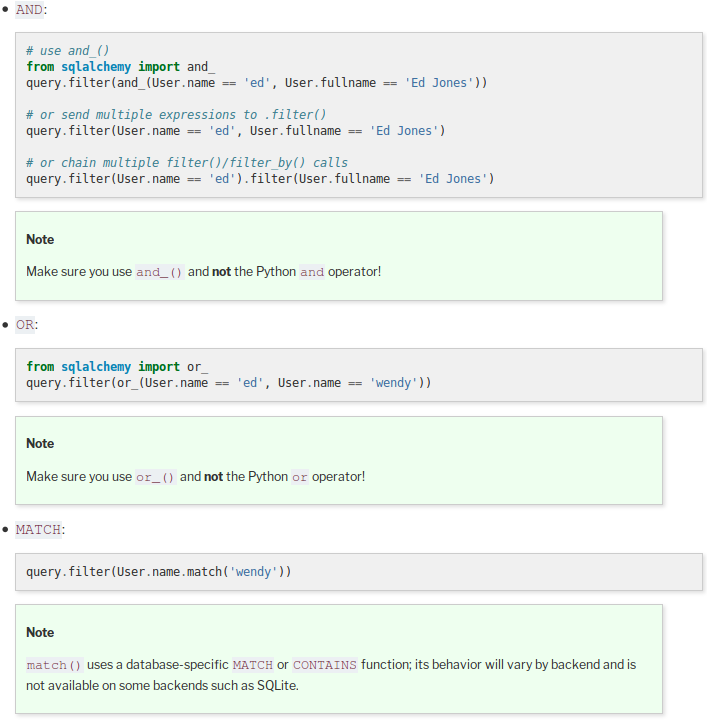 AND:
# use and_()
from sqlalchemy import and_
query.filter(and_(User.name == 'ed', User.fullname == 'Ed Jones'))
# or send multiple expressions to .filter()
query.filter(User.name == 'ed', User.fullname == 'Ed Jones')
# or chain multiple filter()/filter_by() calls
query.filter(User.name == 'ed').filter(User.fullname == 'Ed Jones')
Note
Make sure you use and_() and not the Python and operator!
OR:
from sqlalchemy import or_
query.filter(or_(User.name == 'ed', User.name == 'wendy'))
Note
Make sure you use or_() and not the Python or operator!
MATCH:
query.filter(User.name.match('wendy'))
Note
match() uses a database-specific MATCH or CONTAINS function; its behavior will vary by backend and is
not available on some backends such as SQLite.